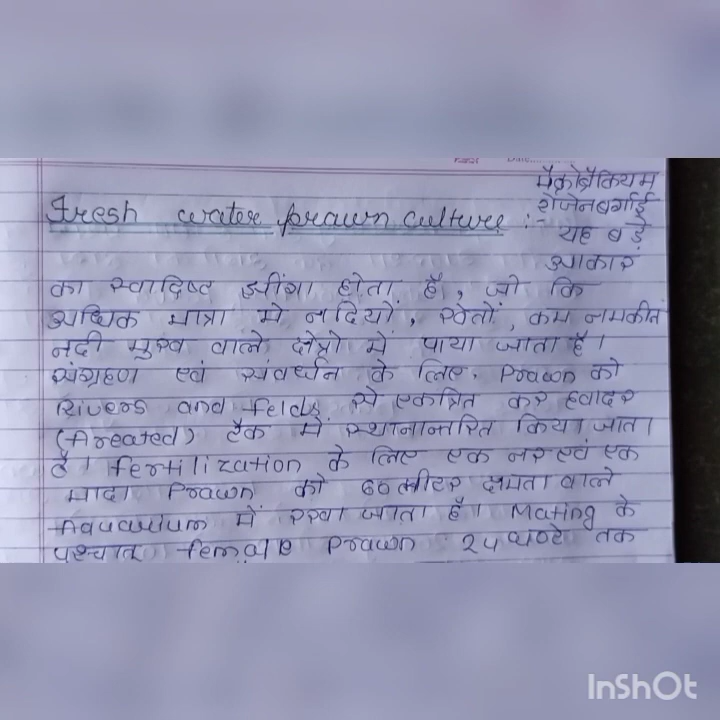 Fresh water prawn culture :- मैक्रोब्रैकियम
रोजेनबर्गाई
यह बड़े
आकार
का स्वादिष्ट झींगा होता है, जो कि
अधिक मात्रा में नदियों, खेतों, कम नमकीन
नदी मुख वाले क्षेत्रो में पाया जाता है।
संग्रहण एवं संवर्धन के लिए, Prawn को
Rivers and felds से एकत्रित कर हवादर
(Areated) टैंक में स्थानान्तरित किया जाता
है। Fertilization के लिए एक नर एवं एक
मादा Prawn को 60 लीटर क्षमता वाले
Aquarium में रखा जाता है। Mating के
पश्चात female Prawn 24 घण्टे तक
InShOt